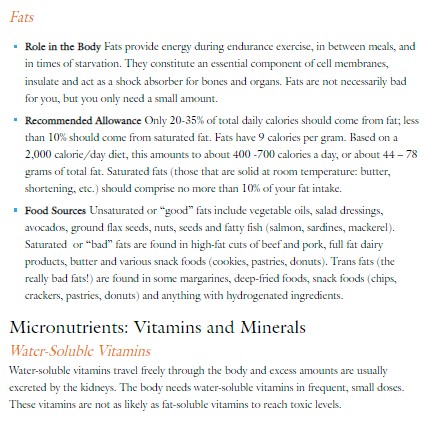 Fats
Role in the Body Fats provide energy during endurance exercise, in between meals, and
in times of starvation. They constitute an essential component of cell membranes,
insulate and act as a shock absorber for bones and organs. Fats are not necessarily bad
for you, but you only need a small amount.
Recommended Allowance Only 20-35% of total daily calories should come from fat; less
than 10% should come from saturated fat. Fats have 9 calories per gram. Based on a
2,000 calorie/day diet, this amounts to about 400 -700 calories a day, or about 44 – 78
grams of total fat. Saturated fats (those that are solid at room temperature: butter,
shortening, etc.) should comprise no more than 10% of your fat intake.
Food Sources Unsaturated or “good” fats include vegetable oils, salad dressings,
avocados, ground flax seeds, nuts, seeds and fatty fish (salmon, sardines, mackerel).
Saturated or “bad” fats are found in high-fat cuts of beef and pork, full fat dairy
products, butter and various snack foods (cookies, pastries, donuts). Trans fats (the
really bad fats!) are found in some margarines, deep-fried foods, snack foods (chips,
crackers, pastries, donuts) and anything with hydrogenated ingredients.
Micronutrients: Vitamins and Minerals
Water-Soluble Vitamins
Water-soluble vitamins travel freely through the body and excess amounts are usually
excreted by the kidneys. The body needs water-soluble vitamins in frequent, small doses.
These vitamins are not as likely as fat-soluble vitamins to reach toxic levels.